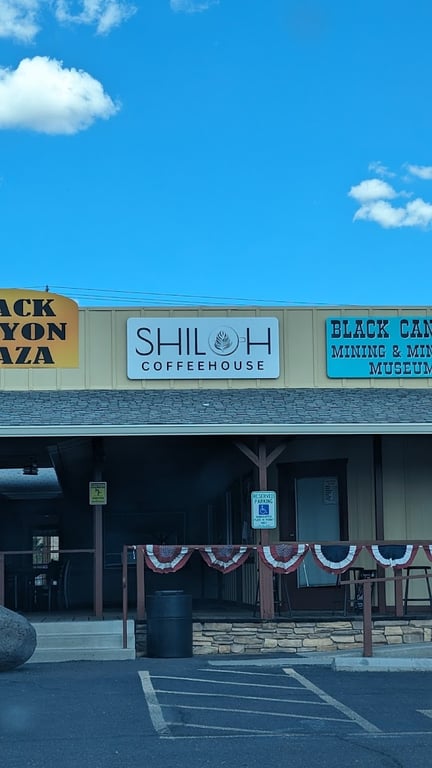 ACK
YON
AZA
SHILOH
COFFEEHOUSE
BLACK CAN
MINING & MIN
MUSEUM
RESERVED
PARKING